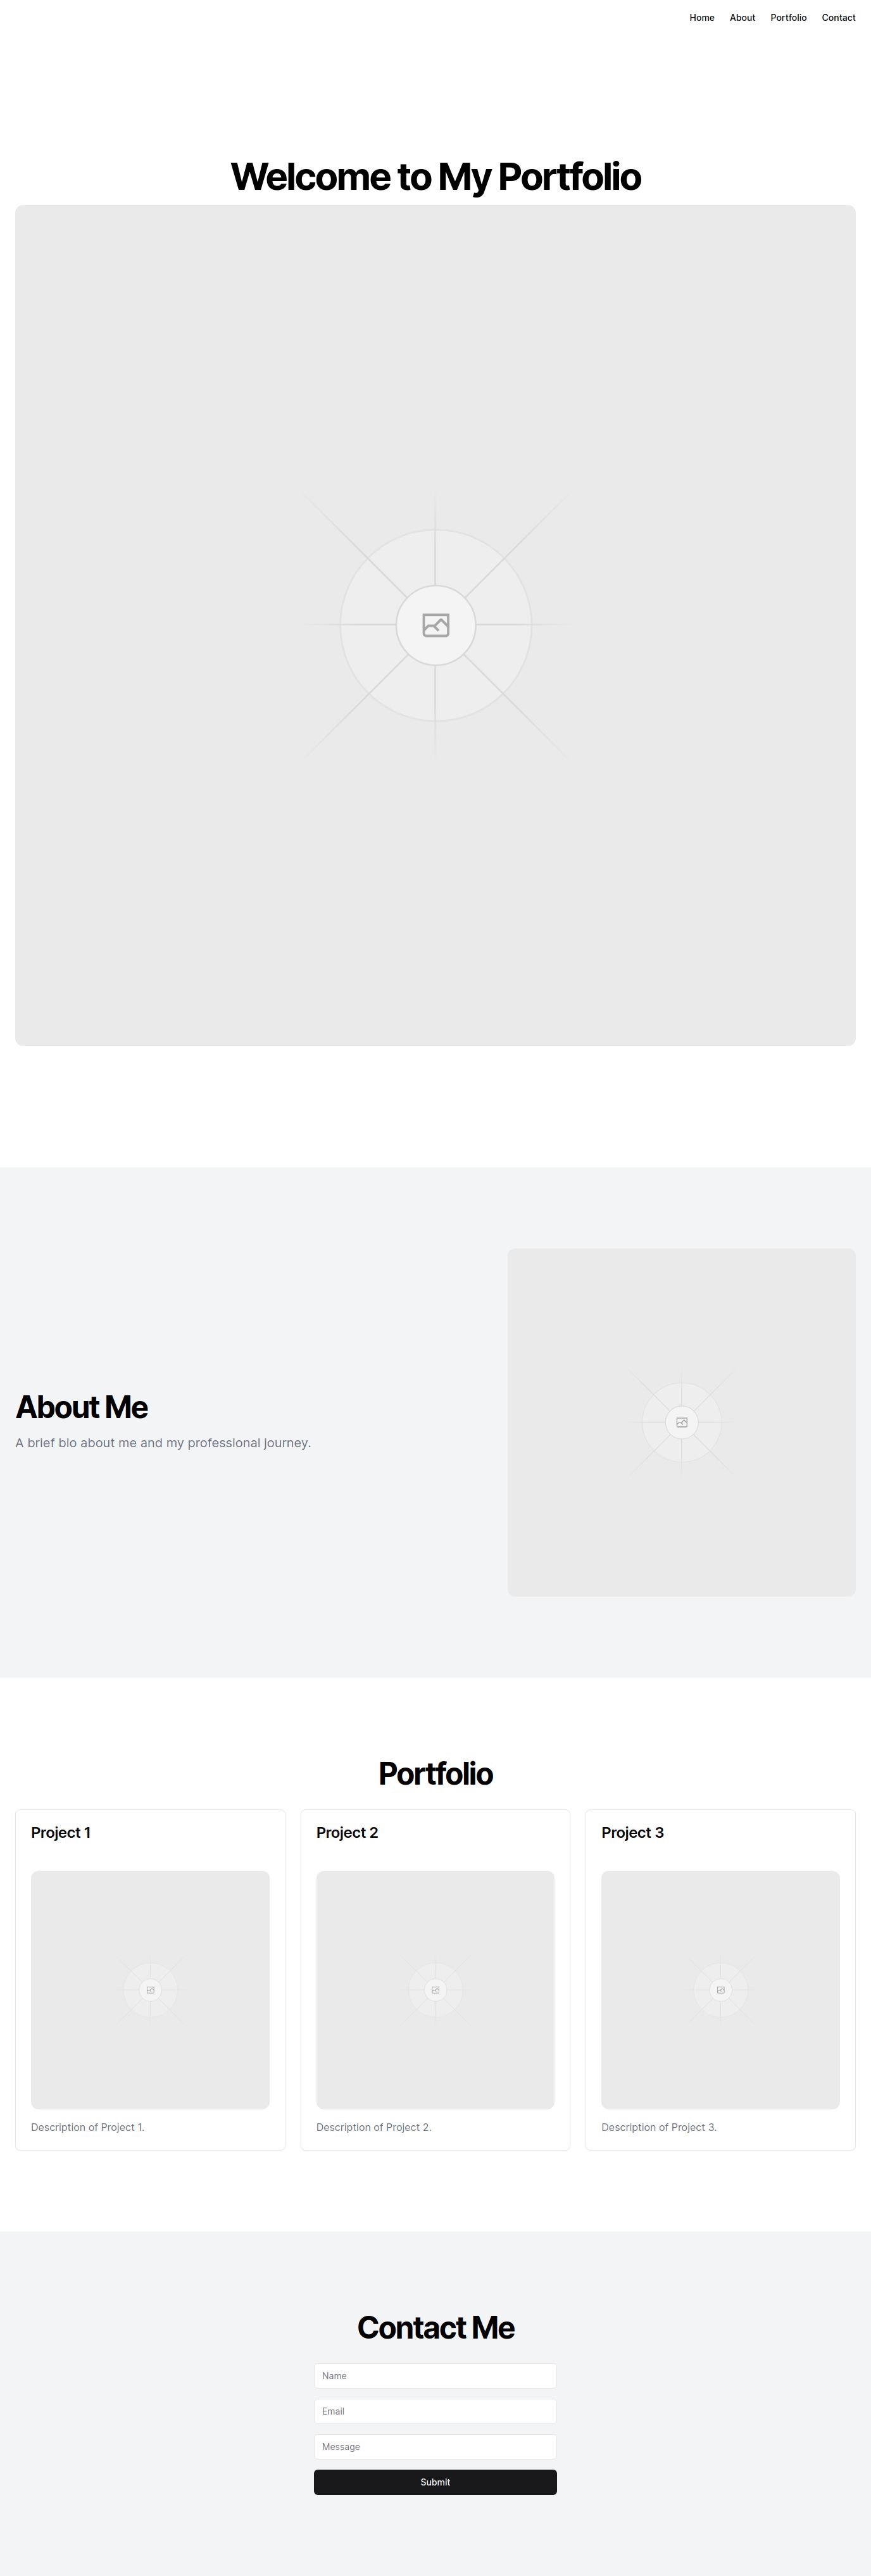 Home About Portfolio Contact
Welcome to My Portfolio
About Me
A brief bio about me and my professional journey.
Portfolio
Project 1
Description of Project 1.
Project 2
Description of Project 2.
Project 3
Description of Project 3.
Contact Me
Name
Email
Message
Submit